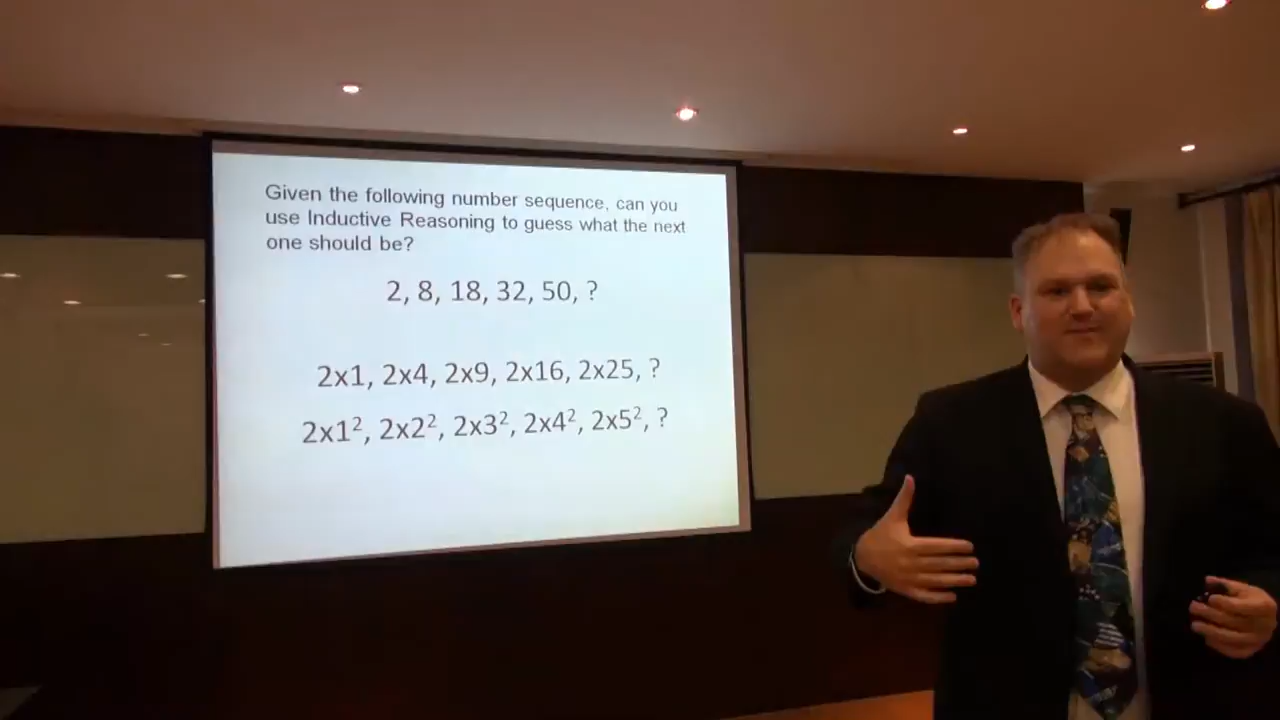 Given the following number sequence, can you
use Inductive Reasoning to guess what the next
one should be?
2, 8, 18, 32, 50, ?
2x1, 2x4, 2x9, 2x16, 2x25, ?
2x1², 2x2², 2x3², 2x4², 2x5², ?